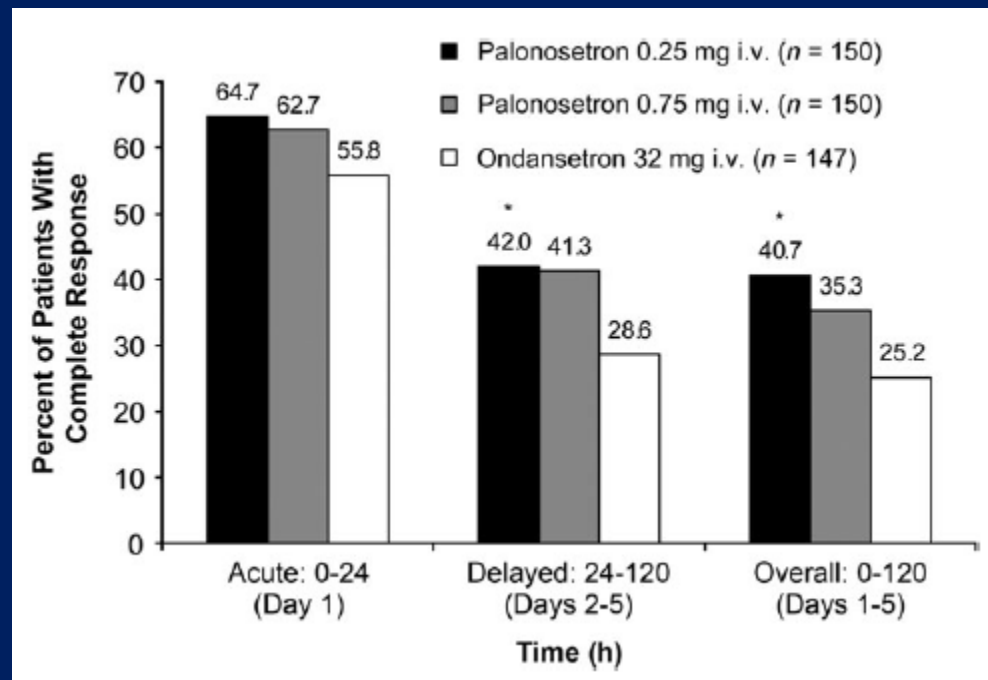 Palonosetron 0.25 mg i.v. (n = 150)
Palonosetron 0.75 mg i.v. (n = 150)
Ondansetron 32 mg i.v. (n = 147)
Percent of Patients With
Complete Response
70
60
50
40
30
20
10
0
64.7
62.7
55.8
*
42.0
41.3
28.6
*
40.7
35.3
25.2
Acute: 0-24
(Day 1)
Delayed: 24-120
(Days 2-5)
Overall: 0-120
(Days 1-5)
Time (h)